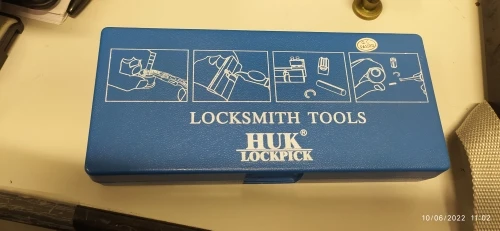 LOCKSMITH TOOLS
HUK®
LOCKPICK
10/06/2022 11:02